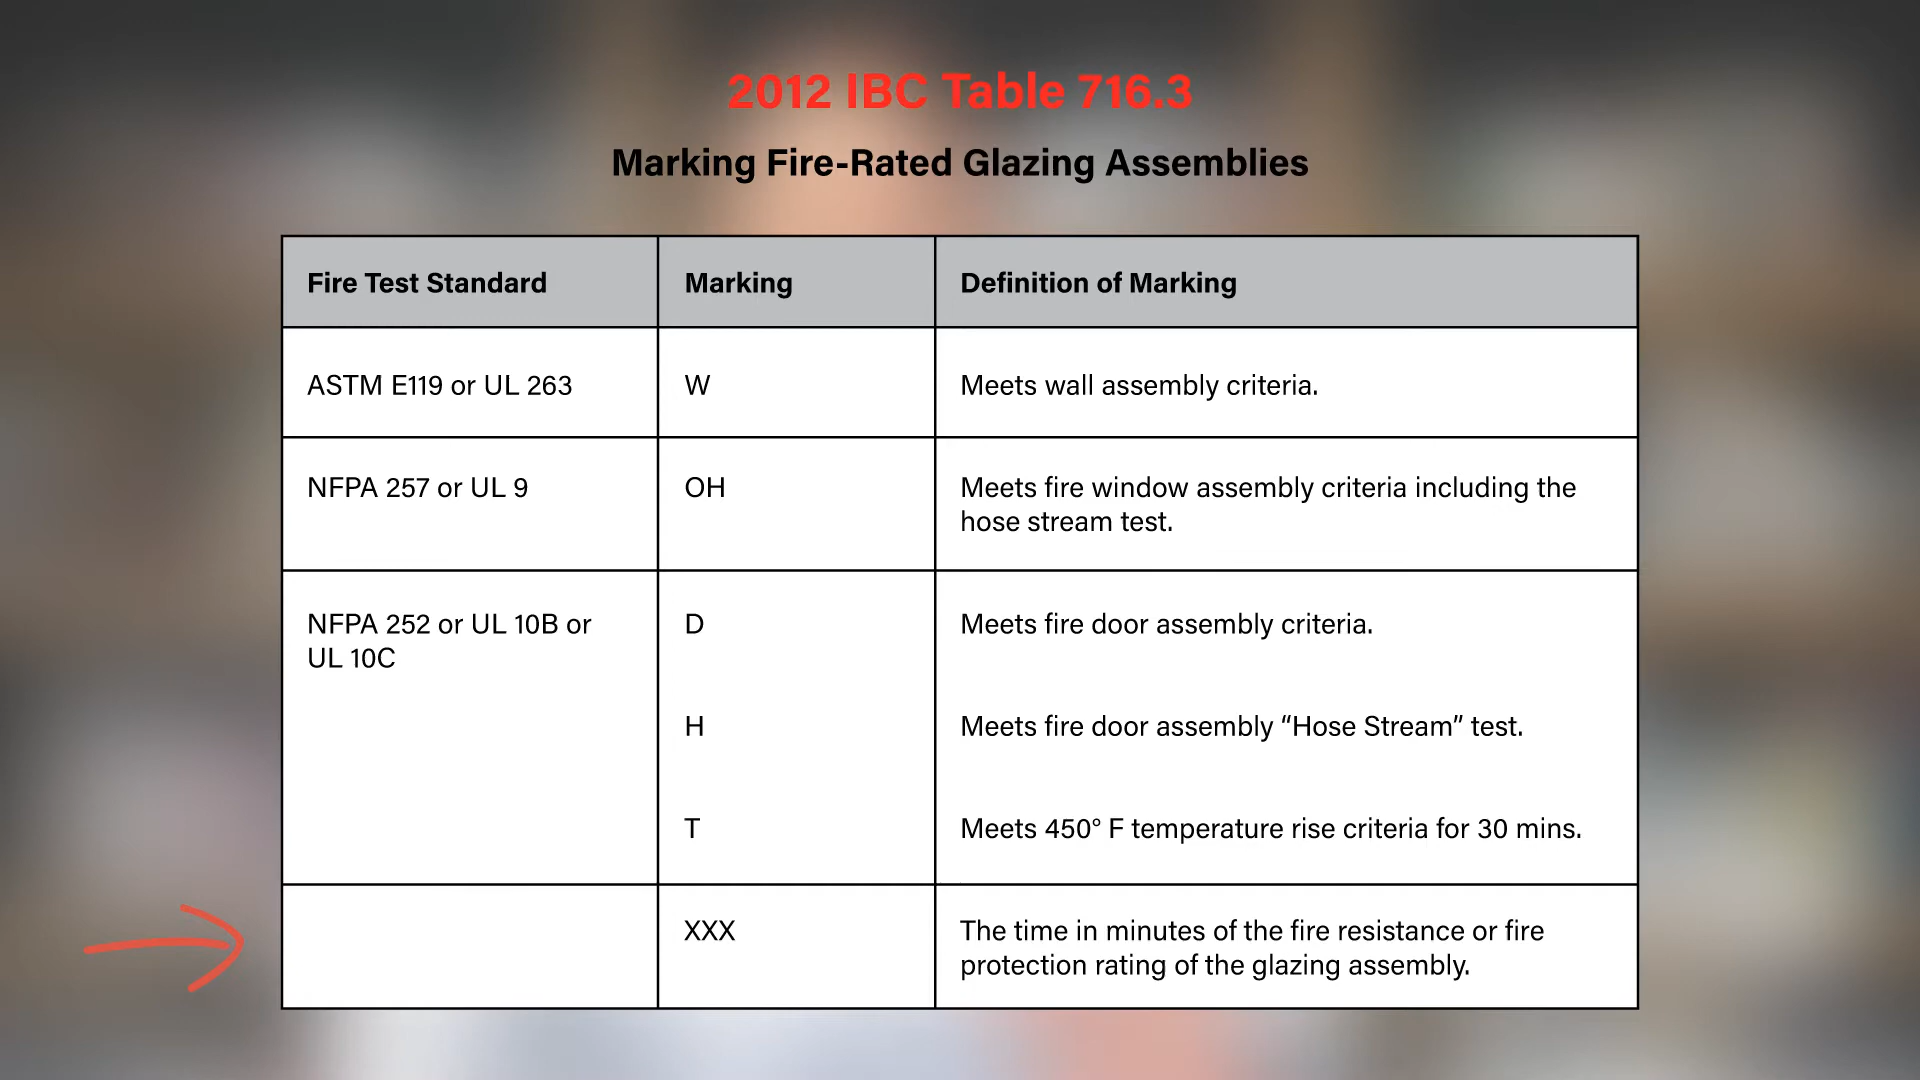 2012 IBC Table 716.3
Marking Fire-Rated Glazing Assemblies
Fire Test Standard
Marking
Definition of Marking
ASTM E119 or UL 263
W
Meets wall assembly criteria.
NFPA 257 or UL 9
OH
Meets fire window assembly criteria including the
hose stream test.
NFPA 252 or UL 10B or
UL 10C
D
Meets fire door assembly criteria.
H
Meets fire door assembly “Hose Stream” test.
T
Meets 450° F temperature rise criteria for 30 mins.
XXX
The time in minutes of the fire resistance or fire
protection rating of the glazing assembly.